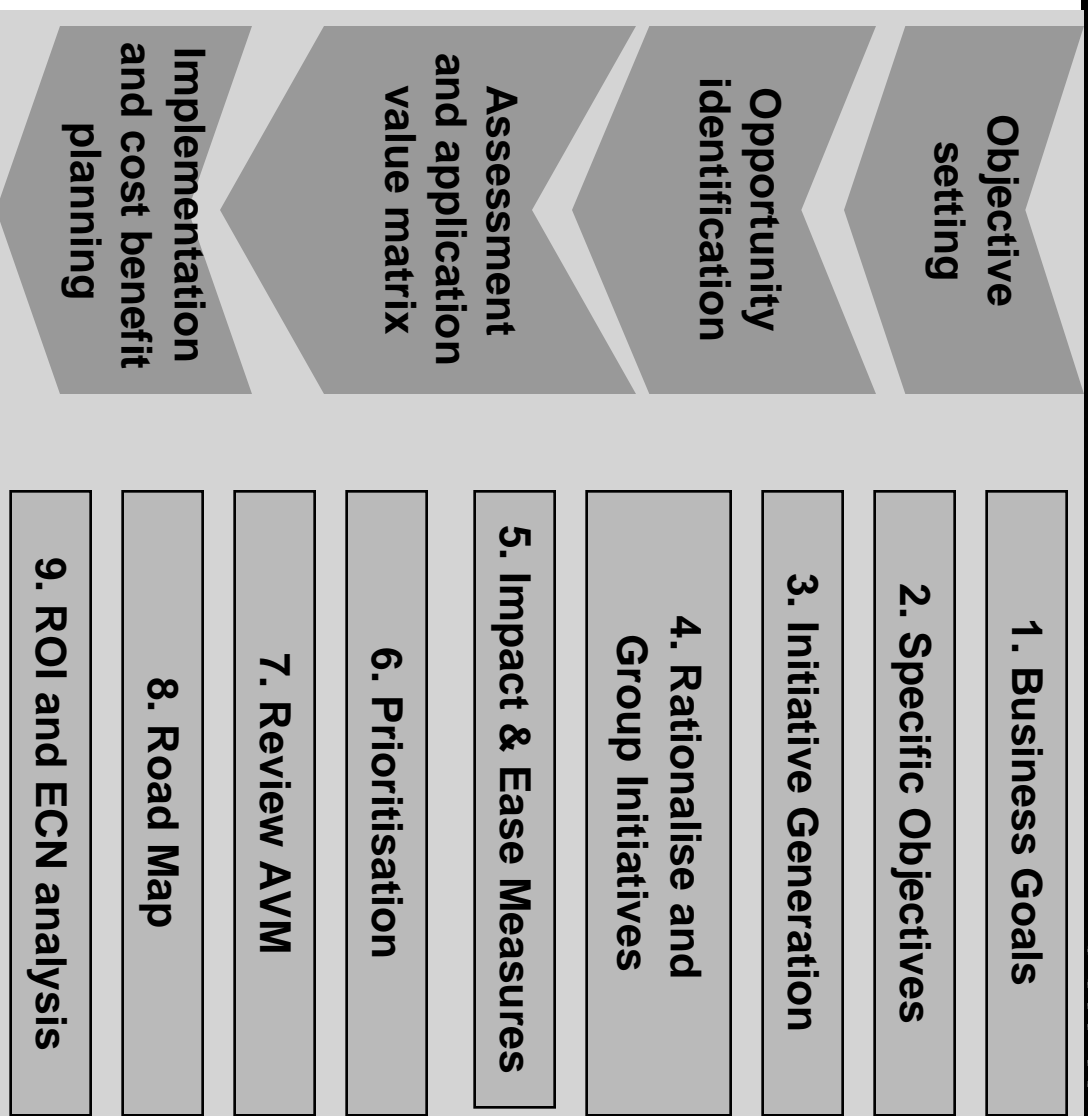 Objective
setting
Opportunity
identification
Assessment
and application
value matrix
Implementation
and cost benefit
planning
1. Business Goals
2. Specific Objectives
3. Initiative Generation
4. Rationalise and
Group Initiatives
5. Impact & Ease Measures
6. Prioritisation
7. Review AVM
8. Road Map
9. ROI and ECN analysis